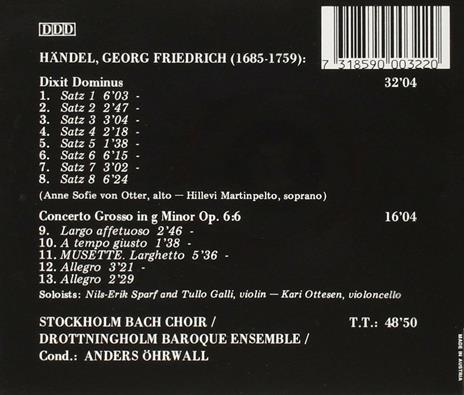 DDD
HÄNDEL, GEORG FRIEDRICH (1685-1759):
7 318590 003220
Dixit Dominus 32'04
1. Satz 1 6'03 -
2. Satz 2 2'47 -
3. Satz 3 3'04 -
4. Satz 4 2'18 -
5. Satz 5 1'38 -
6. Satz 6 6'15 -
7. Satz 7 3'02 -
8. Satz 8 6'24
(Anne Sofie von Otter, alto — Hillevi Martinpelto, soprano)
Concerto Grosso in g Minor Op. 6:6 16'04
9. Largo affetuoso 2'46 -
10. A tempo giusto 1'38 -
11. MUSETTE. Larghetto 5'36 -
12. Allegro 3'21 -
13. Allegro 2'29
Soloists: Nils-Erik Sparf and Tullo Galli, violin — Kari Ottesen, violoncello
STOCKHOLM BACH CHOIR / T.T.: 48'50
DROTTNINGHOLM BAROQUE ENSEMBLE /
Cond.: ANDERS ÖHRWALL
MADE IN AUSTRIA